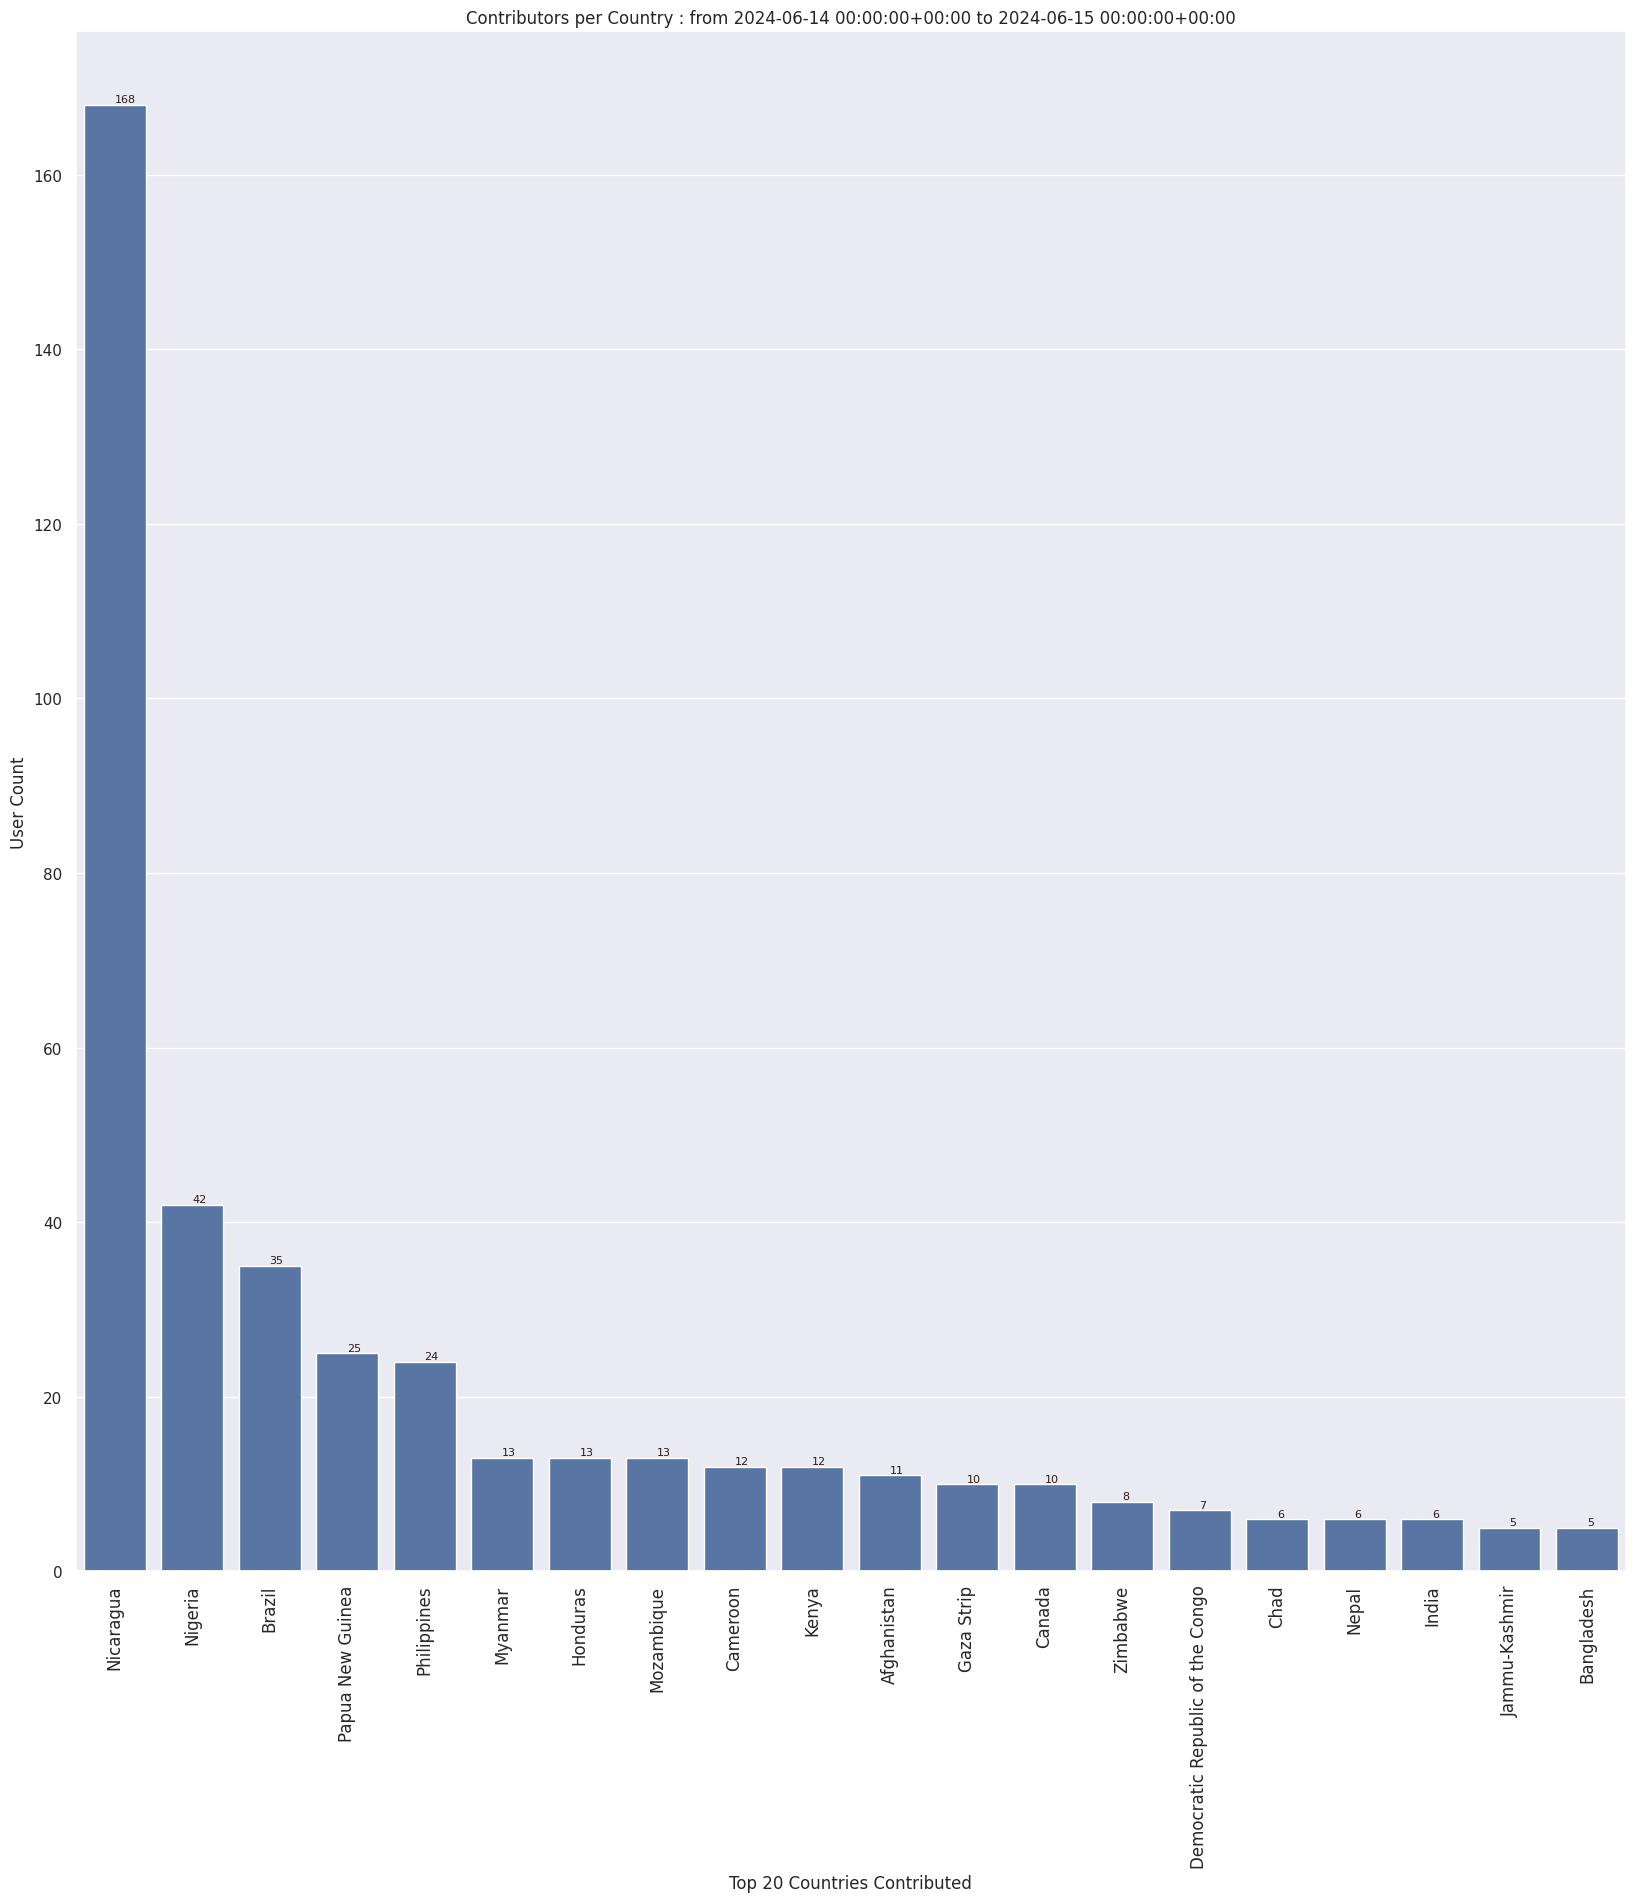 Contributors per Country : from 2024-06-14 00:00:00+00:00 to 2024-06-15 00:00:00+00:00
User Count
160
140
120
100
80
60
40
20
0
168
42
35
25
24
13
13
13
12
12
11
10
10
8
7
6
6
6
5
5
Nicaragua
Nigeria
Brazil
Papua New Guinea
Philippines
Myanmar
Honduras
Mozambique
Cameroon
Kenya
Afghanistan
Gaza Strip
Canada
Zimbabwe
Democratic Republic of the Congo
Chad
Nepal
India
Jammu-Kashmir
Bangladesh
Top 20 Countries Contributed